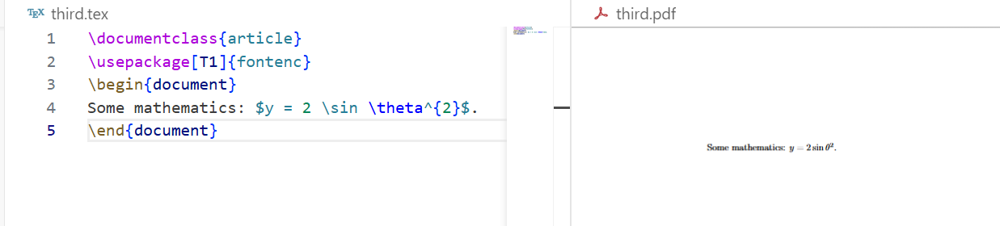 TEX third.tex
1 \documentclass{article}
2 \usepackage[T1]{fontenc}
3 \begin{document}
4 Some mathematics: $y = 2 \sin \theta^{2}$.
5 \end{document}
third.pdf
Some mathematics: y = 2 sin θ².